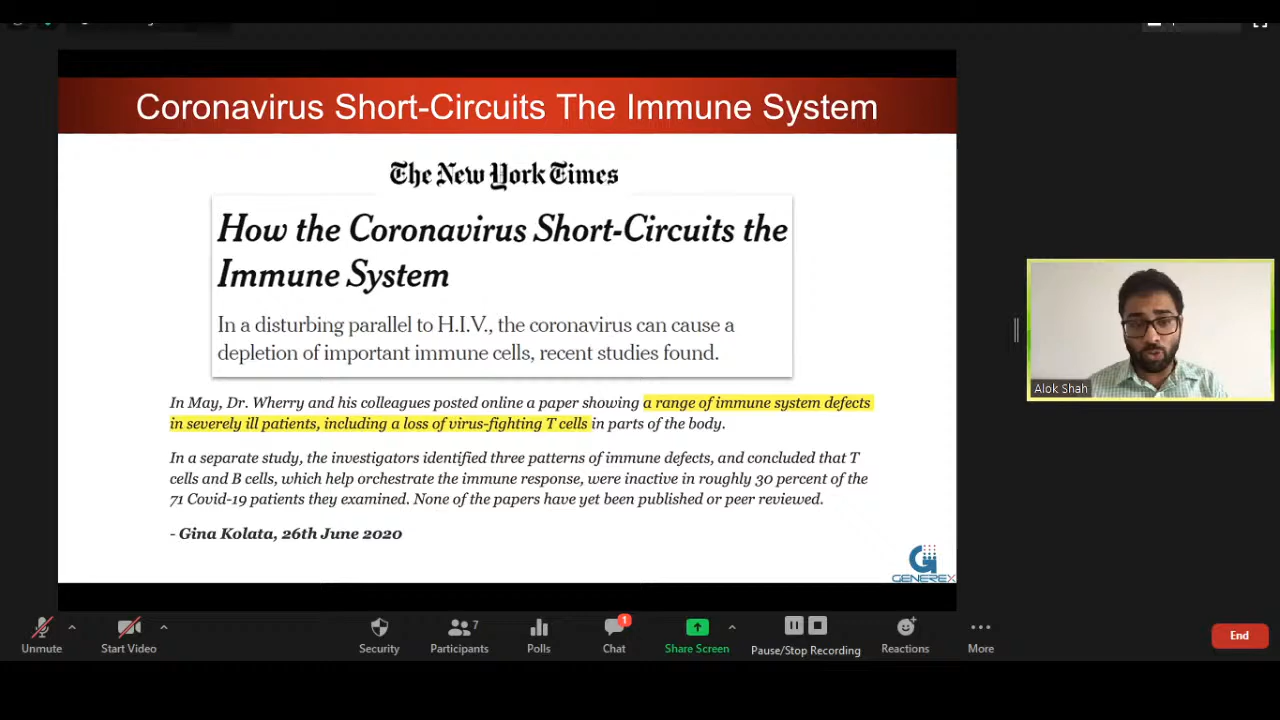 Coronavirus Short-Circuits The Immune System
The New York Times
How the Coronavirus Short-Circuits the
Immune System
In a disturbing parallel to H.I.V., the coronavirus can cause a
depletion of important immune cells, recent studies found.
In May, Dr. Wherry and his colleagues posted online a paper showing a range of immune system defects
in severely ill patients, including a loss of virus-fighting T cells in parts of the body.
In a separate study, the investigators identified three patterns of immune defects, and concluded that T
cells and B cells, which help orchestrate the immune response, were inactive in roughly 30 percent of the
71 Covid-19 patients they examined. None of the papers have yet been published or peer reviewed.
- Gina Kolata, 26th June 2020
GENEREX
Alok Shah
Unmute
Start Video
Security
7
Participants
Polls
1
Chat
Share Screen
Pause/Stop Recording
Reactions
More
End